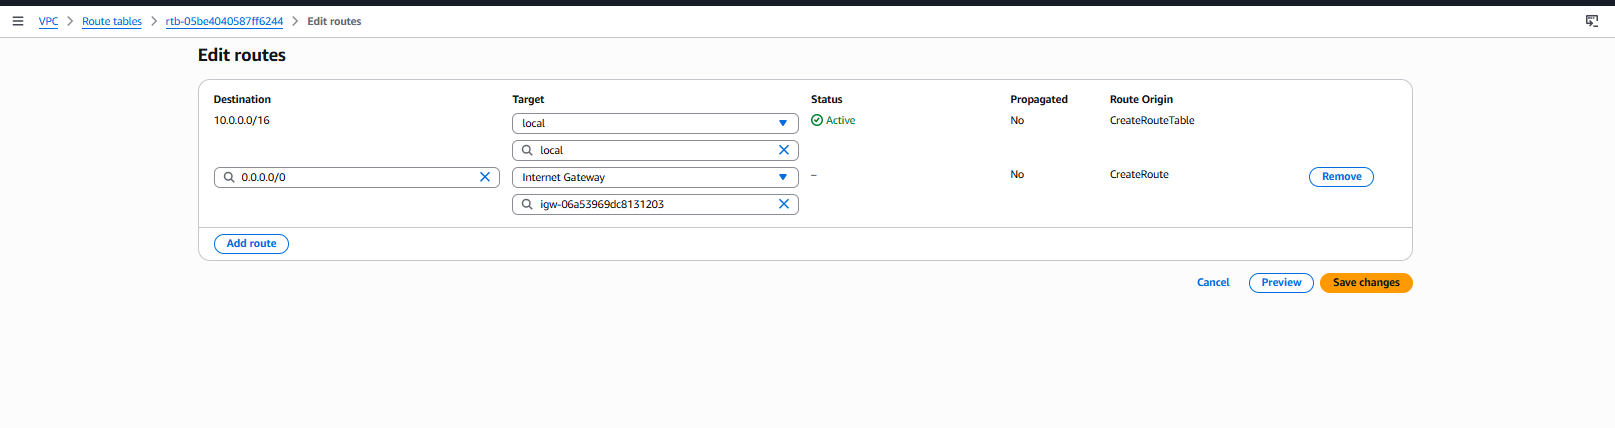 VPC > Route tables > rtb-05be4040587ff6244 > Edit routes
Edit routes
Destination Target Status Propagated Route Origin
10.0.0.0/16 local Active No CreateRouteTable
local
0.0.0.0/0 Internet Gateway – No CreateRoute Remove
igw-06a53969dc8131203
Add route
Cancel Preview Save changes